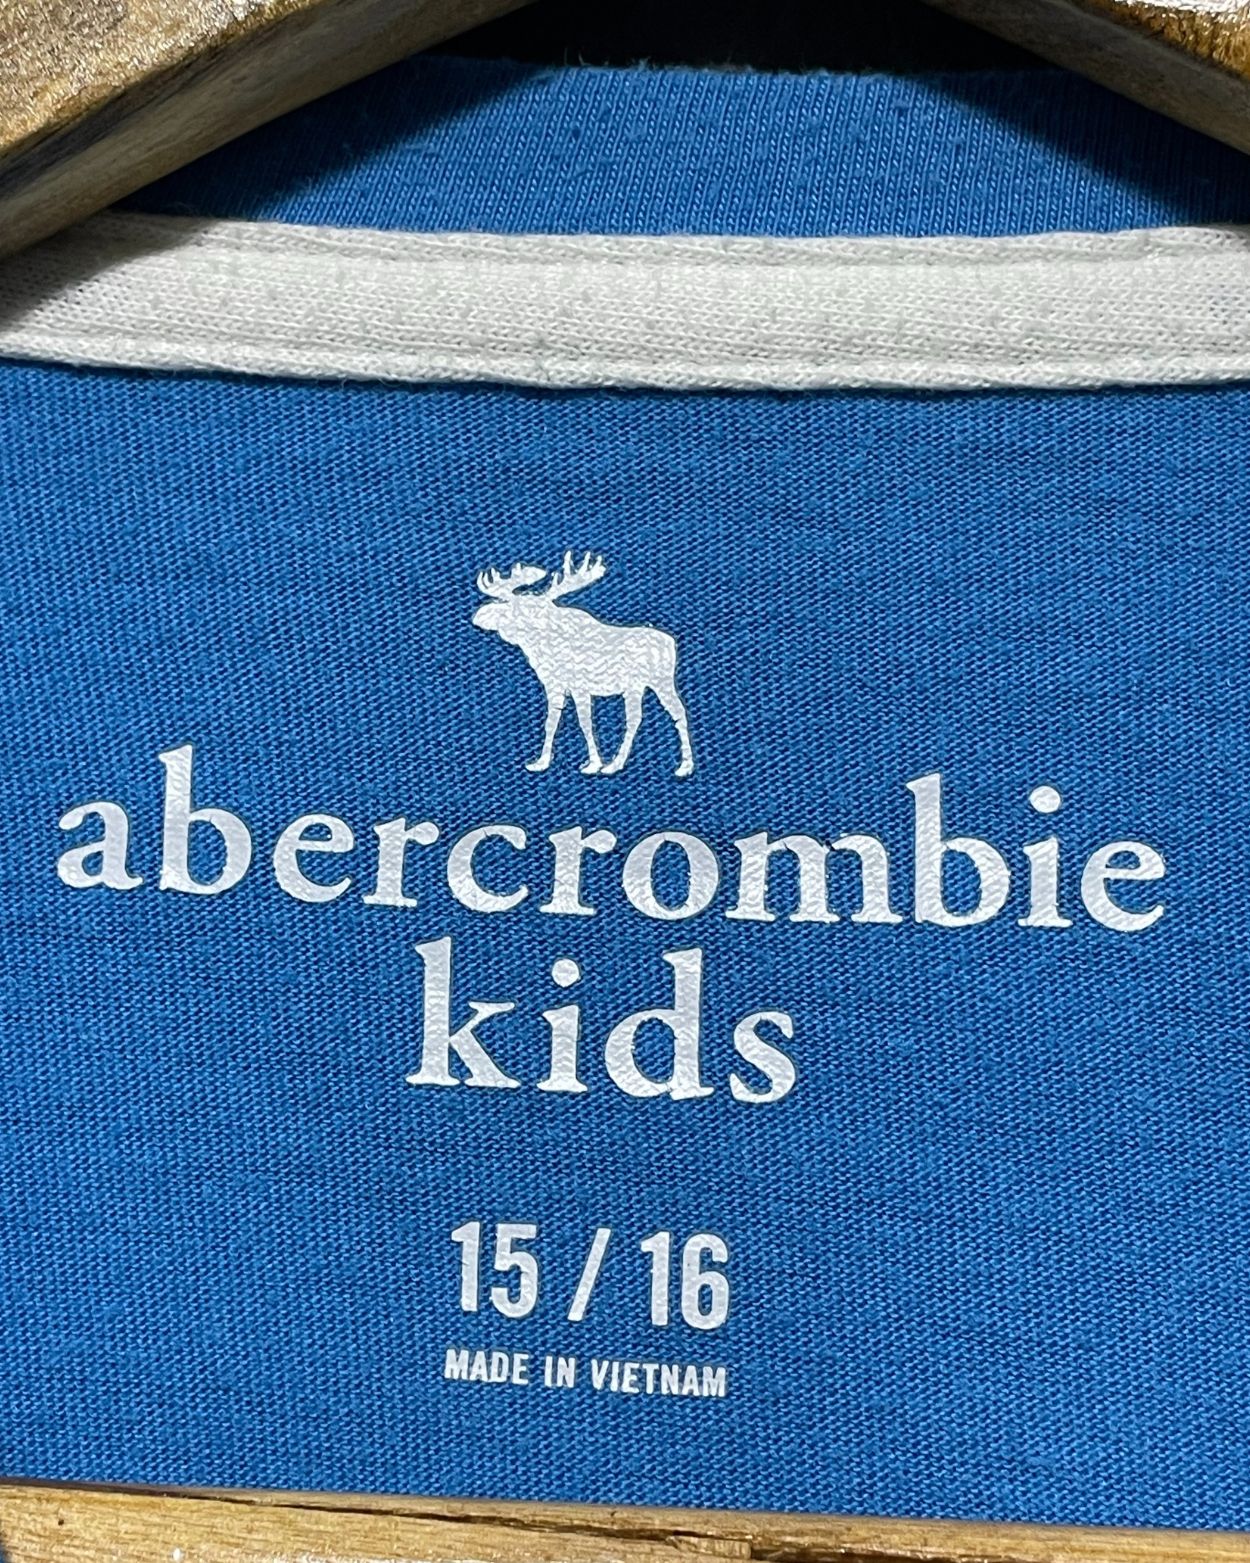 abercrombie
kids
15 / 16
MADE IN VIETNAM